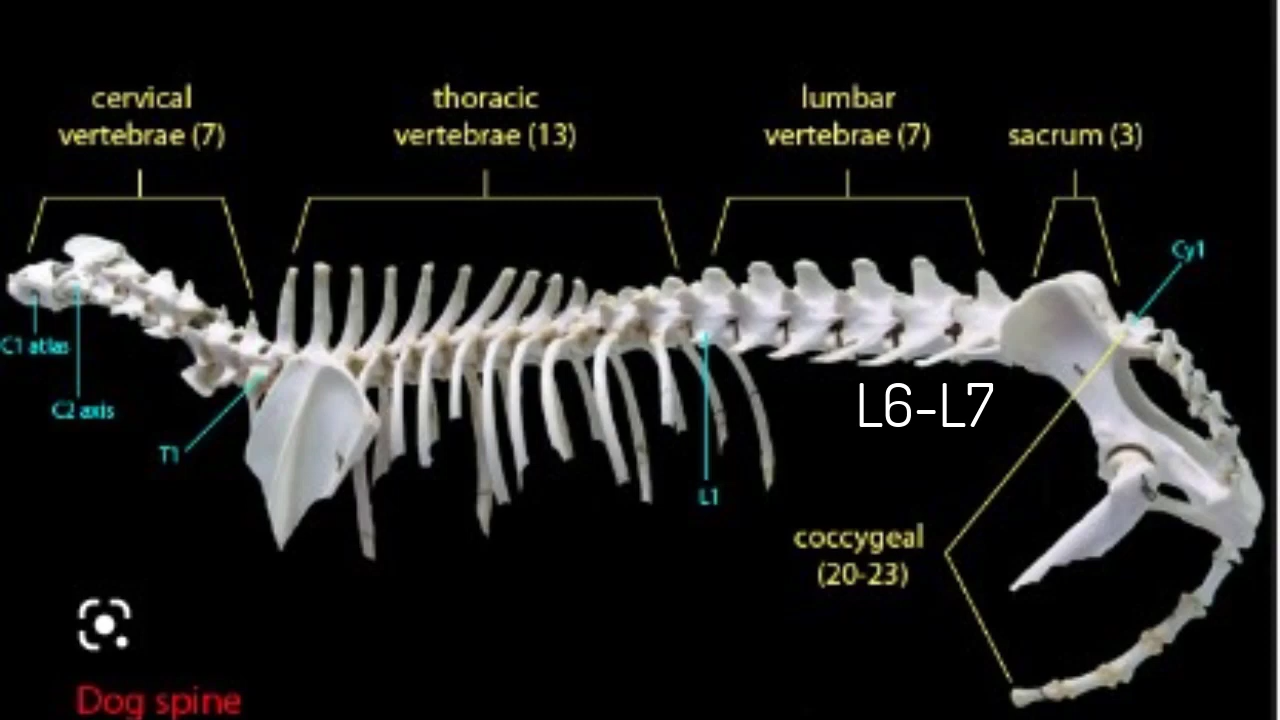 cervical
vertebrae (7)
thoracic
vertebrae (13)
lumbar
vertebrae (7)
sacrum (3)
Cy1
C1 atlas
C2 axis
T1
L6-L7
L1
coccygeal
(20-23)
Dog spine